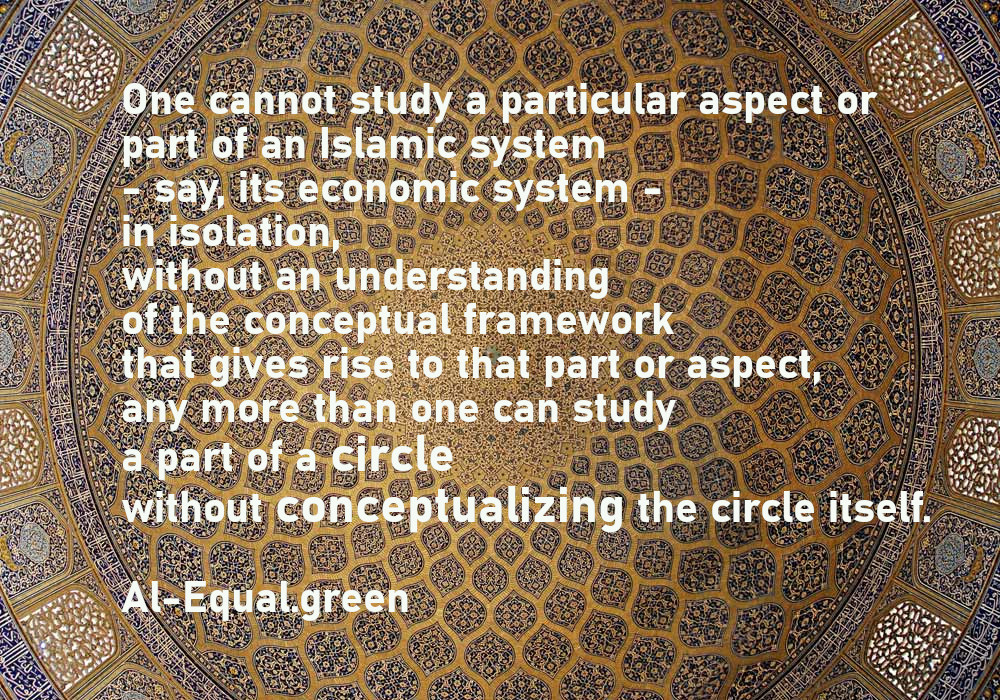 One cannot study a particular aspect or
part of an Islamic system
- say, its economic system -
in isolation,
without an understanding
of the conceptual framework
that gives rise to that part or aspect,
any more than one can study
a part of a circle
without conceptualizing the circle itself.
Al-Equal.green